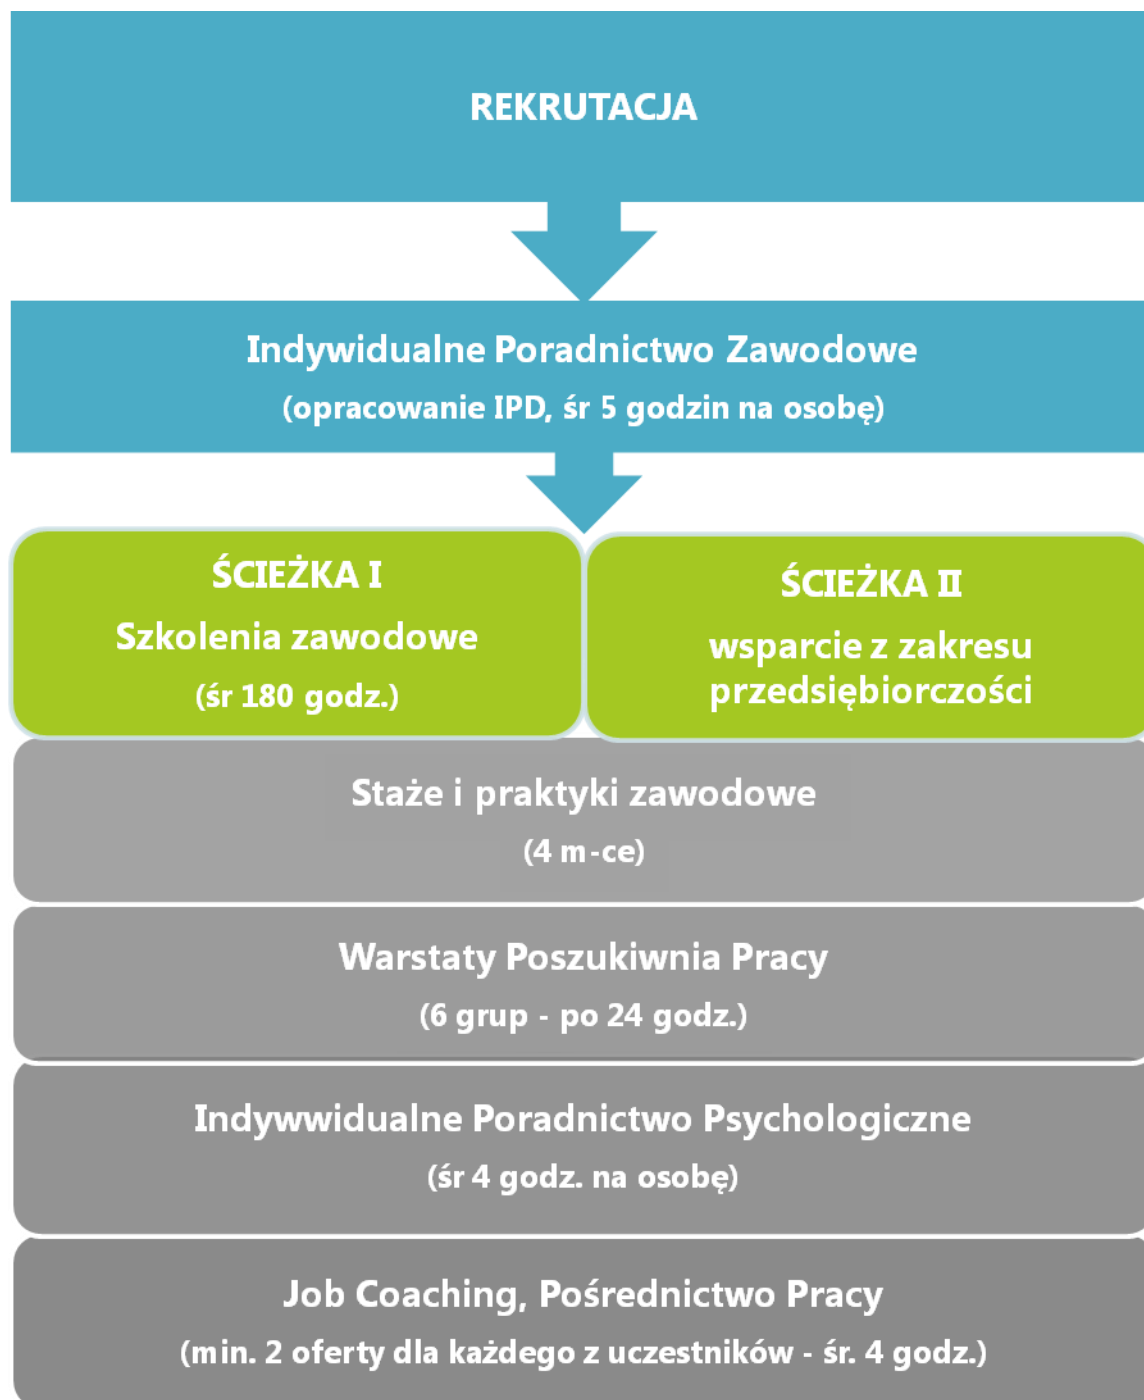 REKRUTACJA
Indywidualne Poradnictwo Zawodowe
(opracowanie IPD, śr 5 godzin na osobę)
ŚCIEŻKA I
Szkolenia zawodowe
(śr 180 godz.)
ŚCIEŻKA II
wsparcie z zakresu
przedsiębiorczości
Staże i praktyki zawodowe
(4 m-ce)
Warstaty Poszukiwnia Pracy
(6 grup - po 24 godz.)
Indywwidualne Poradnictwo Psychologiczne
(śr 4 godz. na osobę)
Job Coaching, Pośrednictwo Pracy
(min. 2 oferty dla każdego z uczestników - śr. 4 godz.)